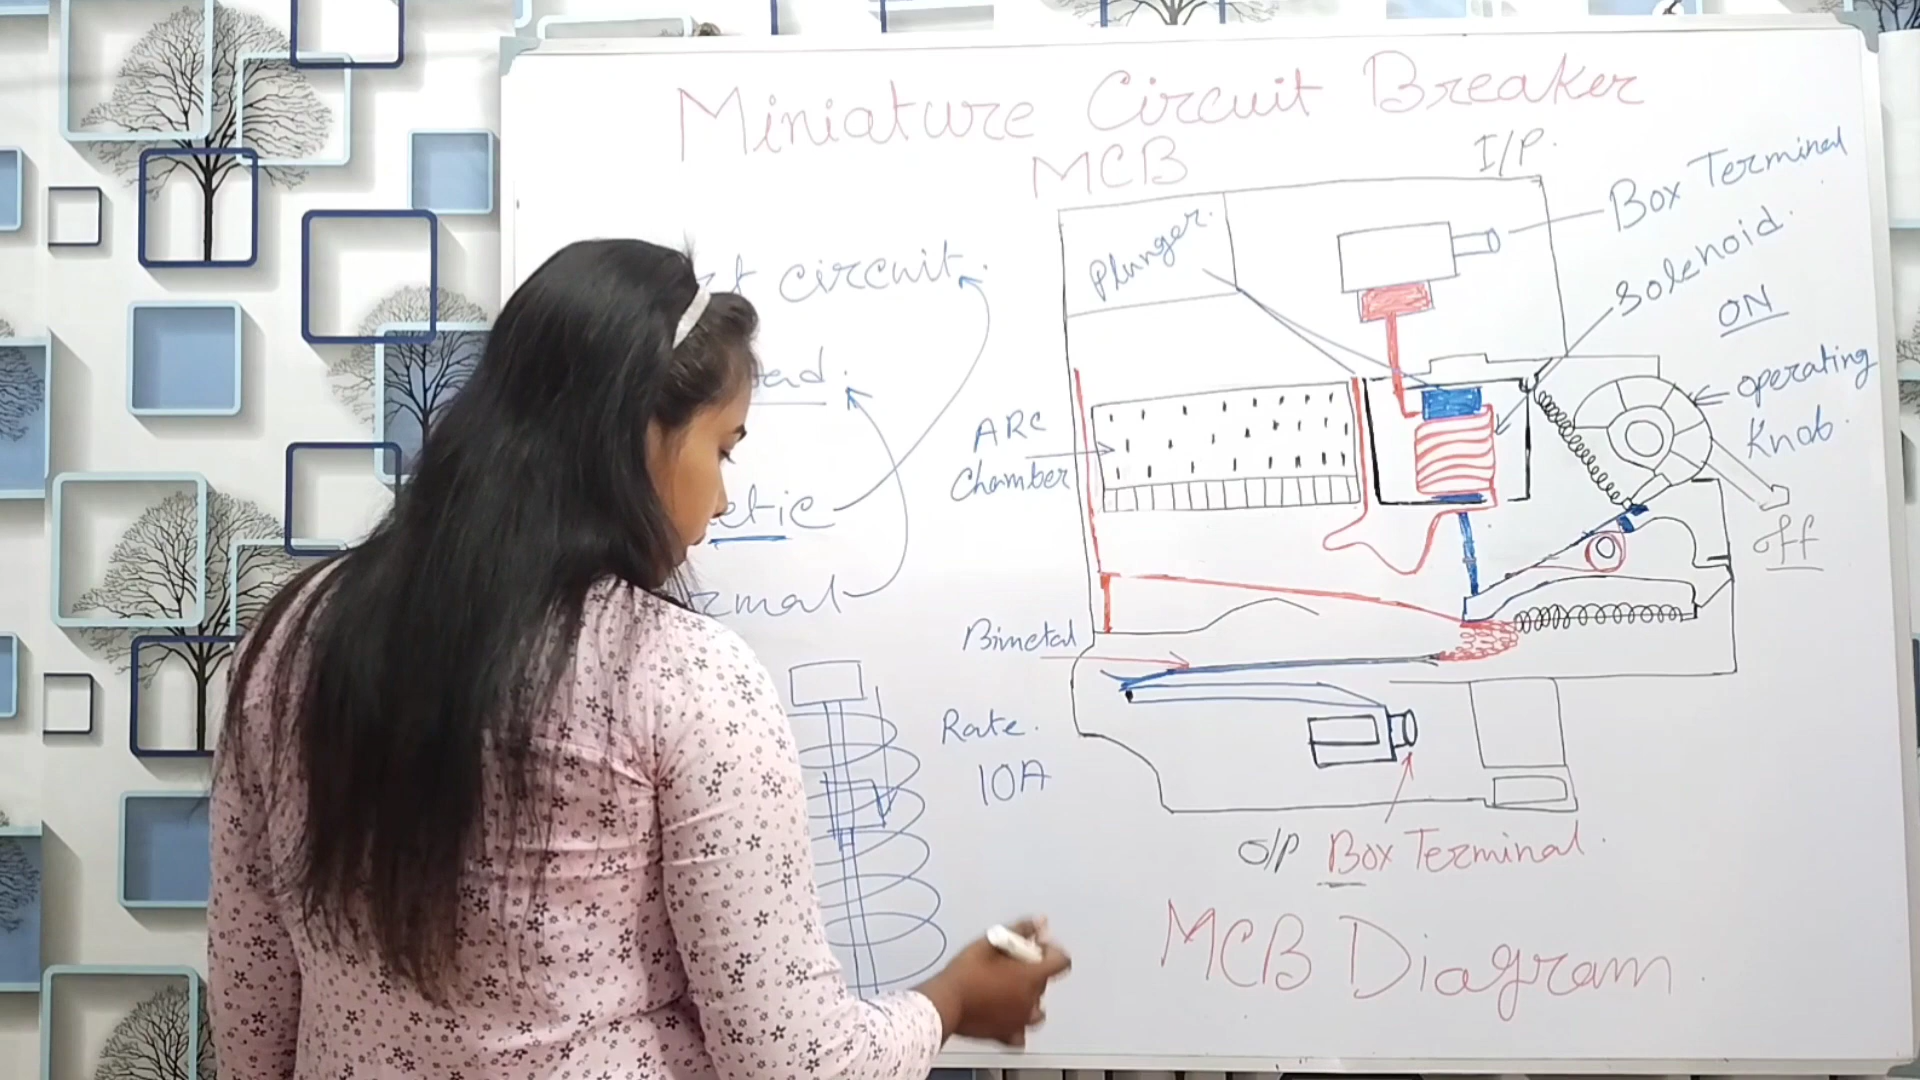 Miniature Circuit Breaker
MCB
I/P.
Box Terminal
Solenoid.
ON
operating
Knob.
off
Plunger.
circuit.
ARC
Chamber
Bimetal
Rate.
10A
O/P Box Terminal.
MCB Diagram.